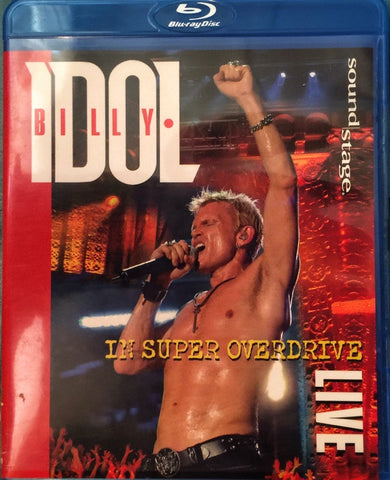 Blu-ray Disc
BILLY
IDOL
soundstage
IN SUPER OVERDRIVE
LIVE